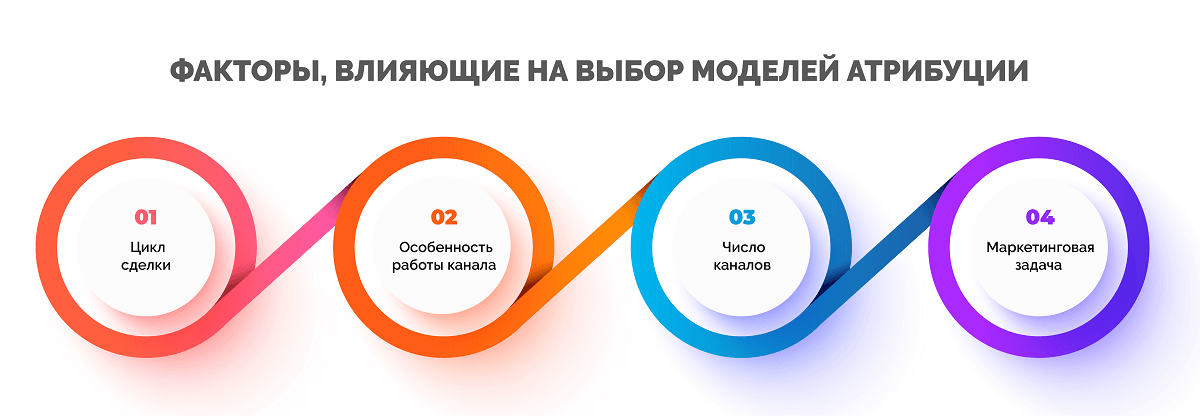 ФАКТОРЫ, ВЛИЯЮЩИЕ НА ВЫБОР МОДЕЛЕЙ АТРИБУЦИИ
01
Цикл
сделки
02
Особенность
работы канала
03
Число
каналов
04
Маркетинговая
задача